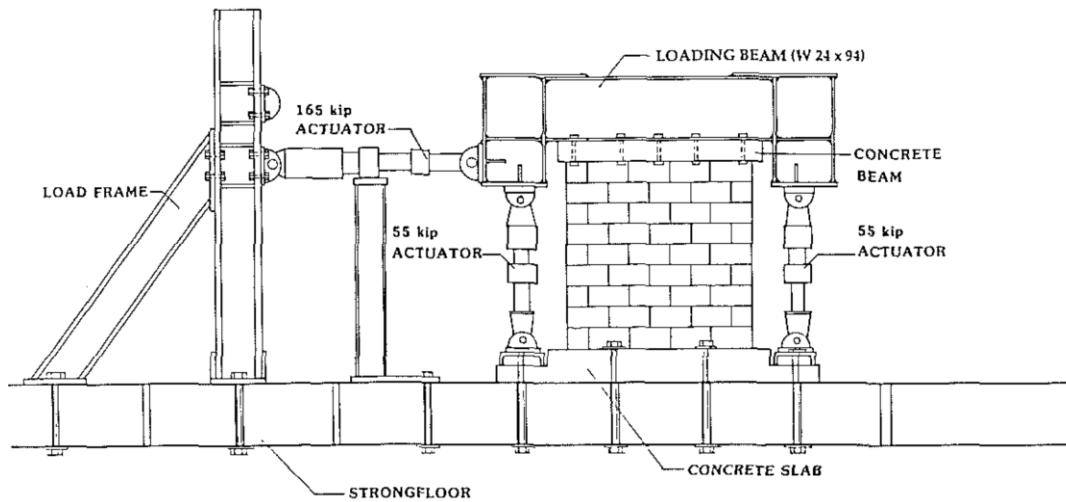 LOADING BEAM (W 24 x 94)
165 kip
ACTUATOR
CONCRETE
BEAM
LOAD FRAME
55 kip
ACTUATOR
55 kip
ACTUATOR
CONCRETE SLAB
STRONGFLOOR